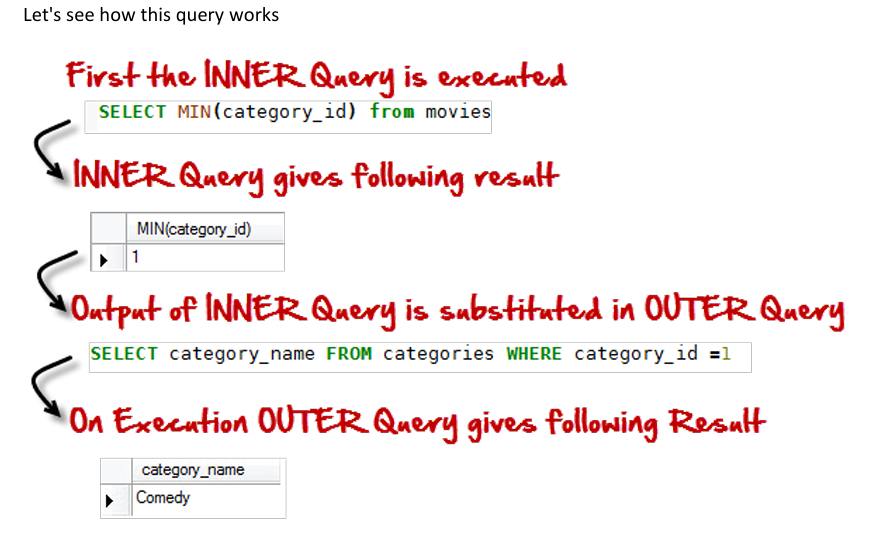 Let's see how this query works
First the INNER Query is executed
SELECT MIN(category_id) from movies
INNER Query gives following result
MIN(category_id)
1
Output of INNER Query is substituted in OUTER Query
SELECT category_name FROM categories WHERE category_id =1
On Execution OUTER Query gives following Result
category_name
Comedy